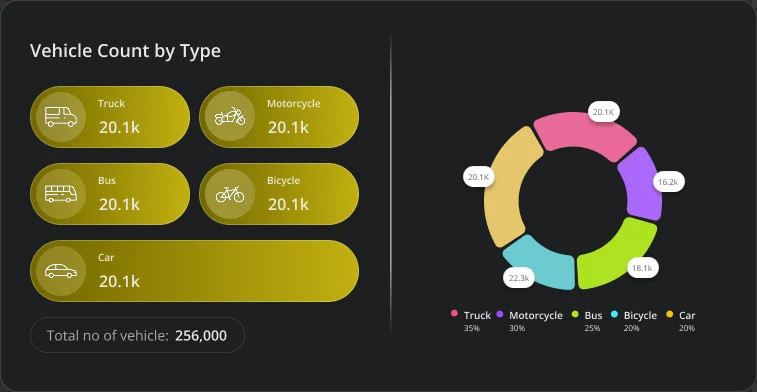 Vehicle Count by Type
Truck
20.1k
Motorcycle
20.1k
Bus
20.1k
Bicycle
20.1k
Car
20.1k
Total no of vehicle: 256,000
20.1K
20.1K
16.2k
18.1k
22.3k
Truck Motorcycle Bus Bicycle Car
35% 30% 25% 20% 20%